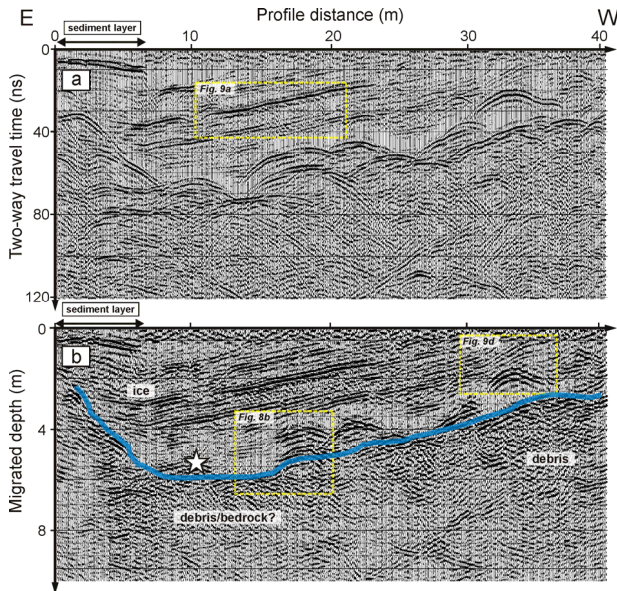 E Profile distance (m) W
sediment layer
0 10 20 30 40
a
Fig. 9a
Two-way travel time (ns)
0
40
80
120
sediment layer
b
Fig. 9d
ice
Fig. 8b
debris
debris/bedrock?
Migrated depth (m)
0
4
8